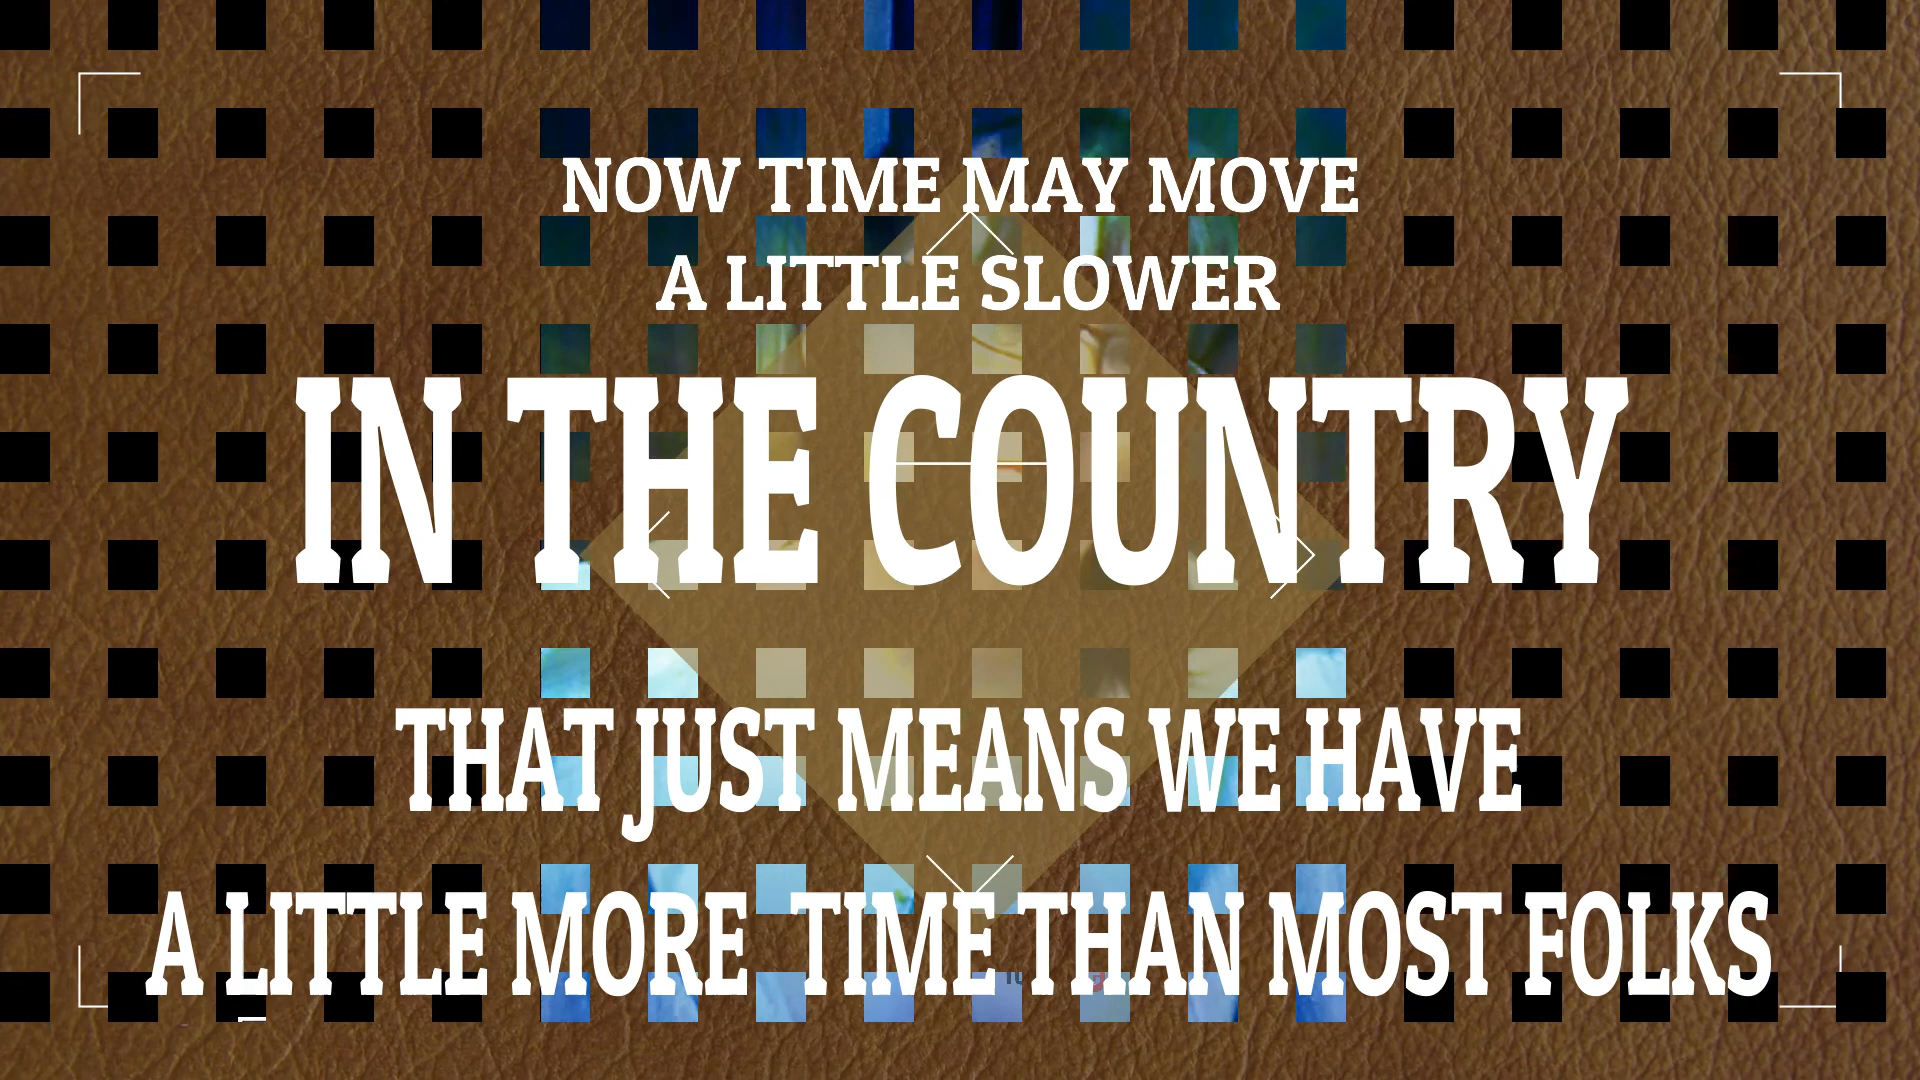 NOW TIME MAY MOVE
A LITTLE SLOWER
IN THE COUNTRY
THAT JUST MEANS WE HAVE
A LITTLE MORE TIME THAN MOST FOLKS